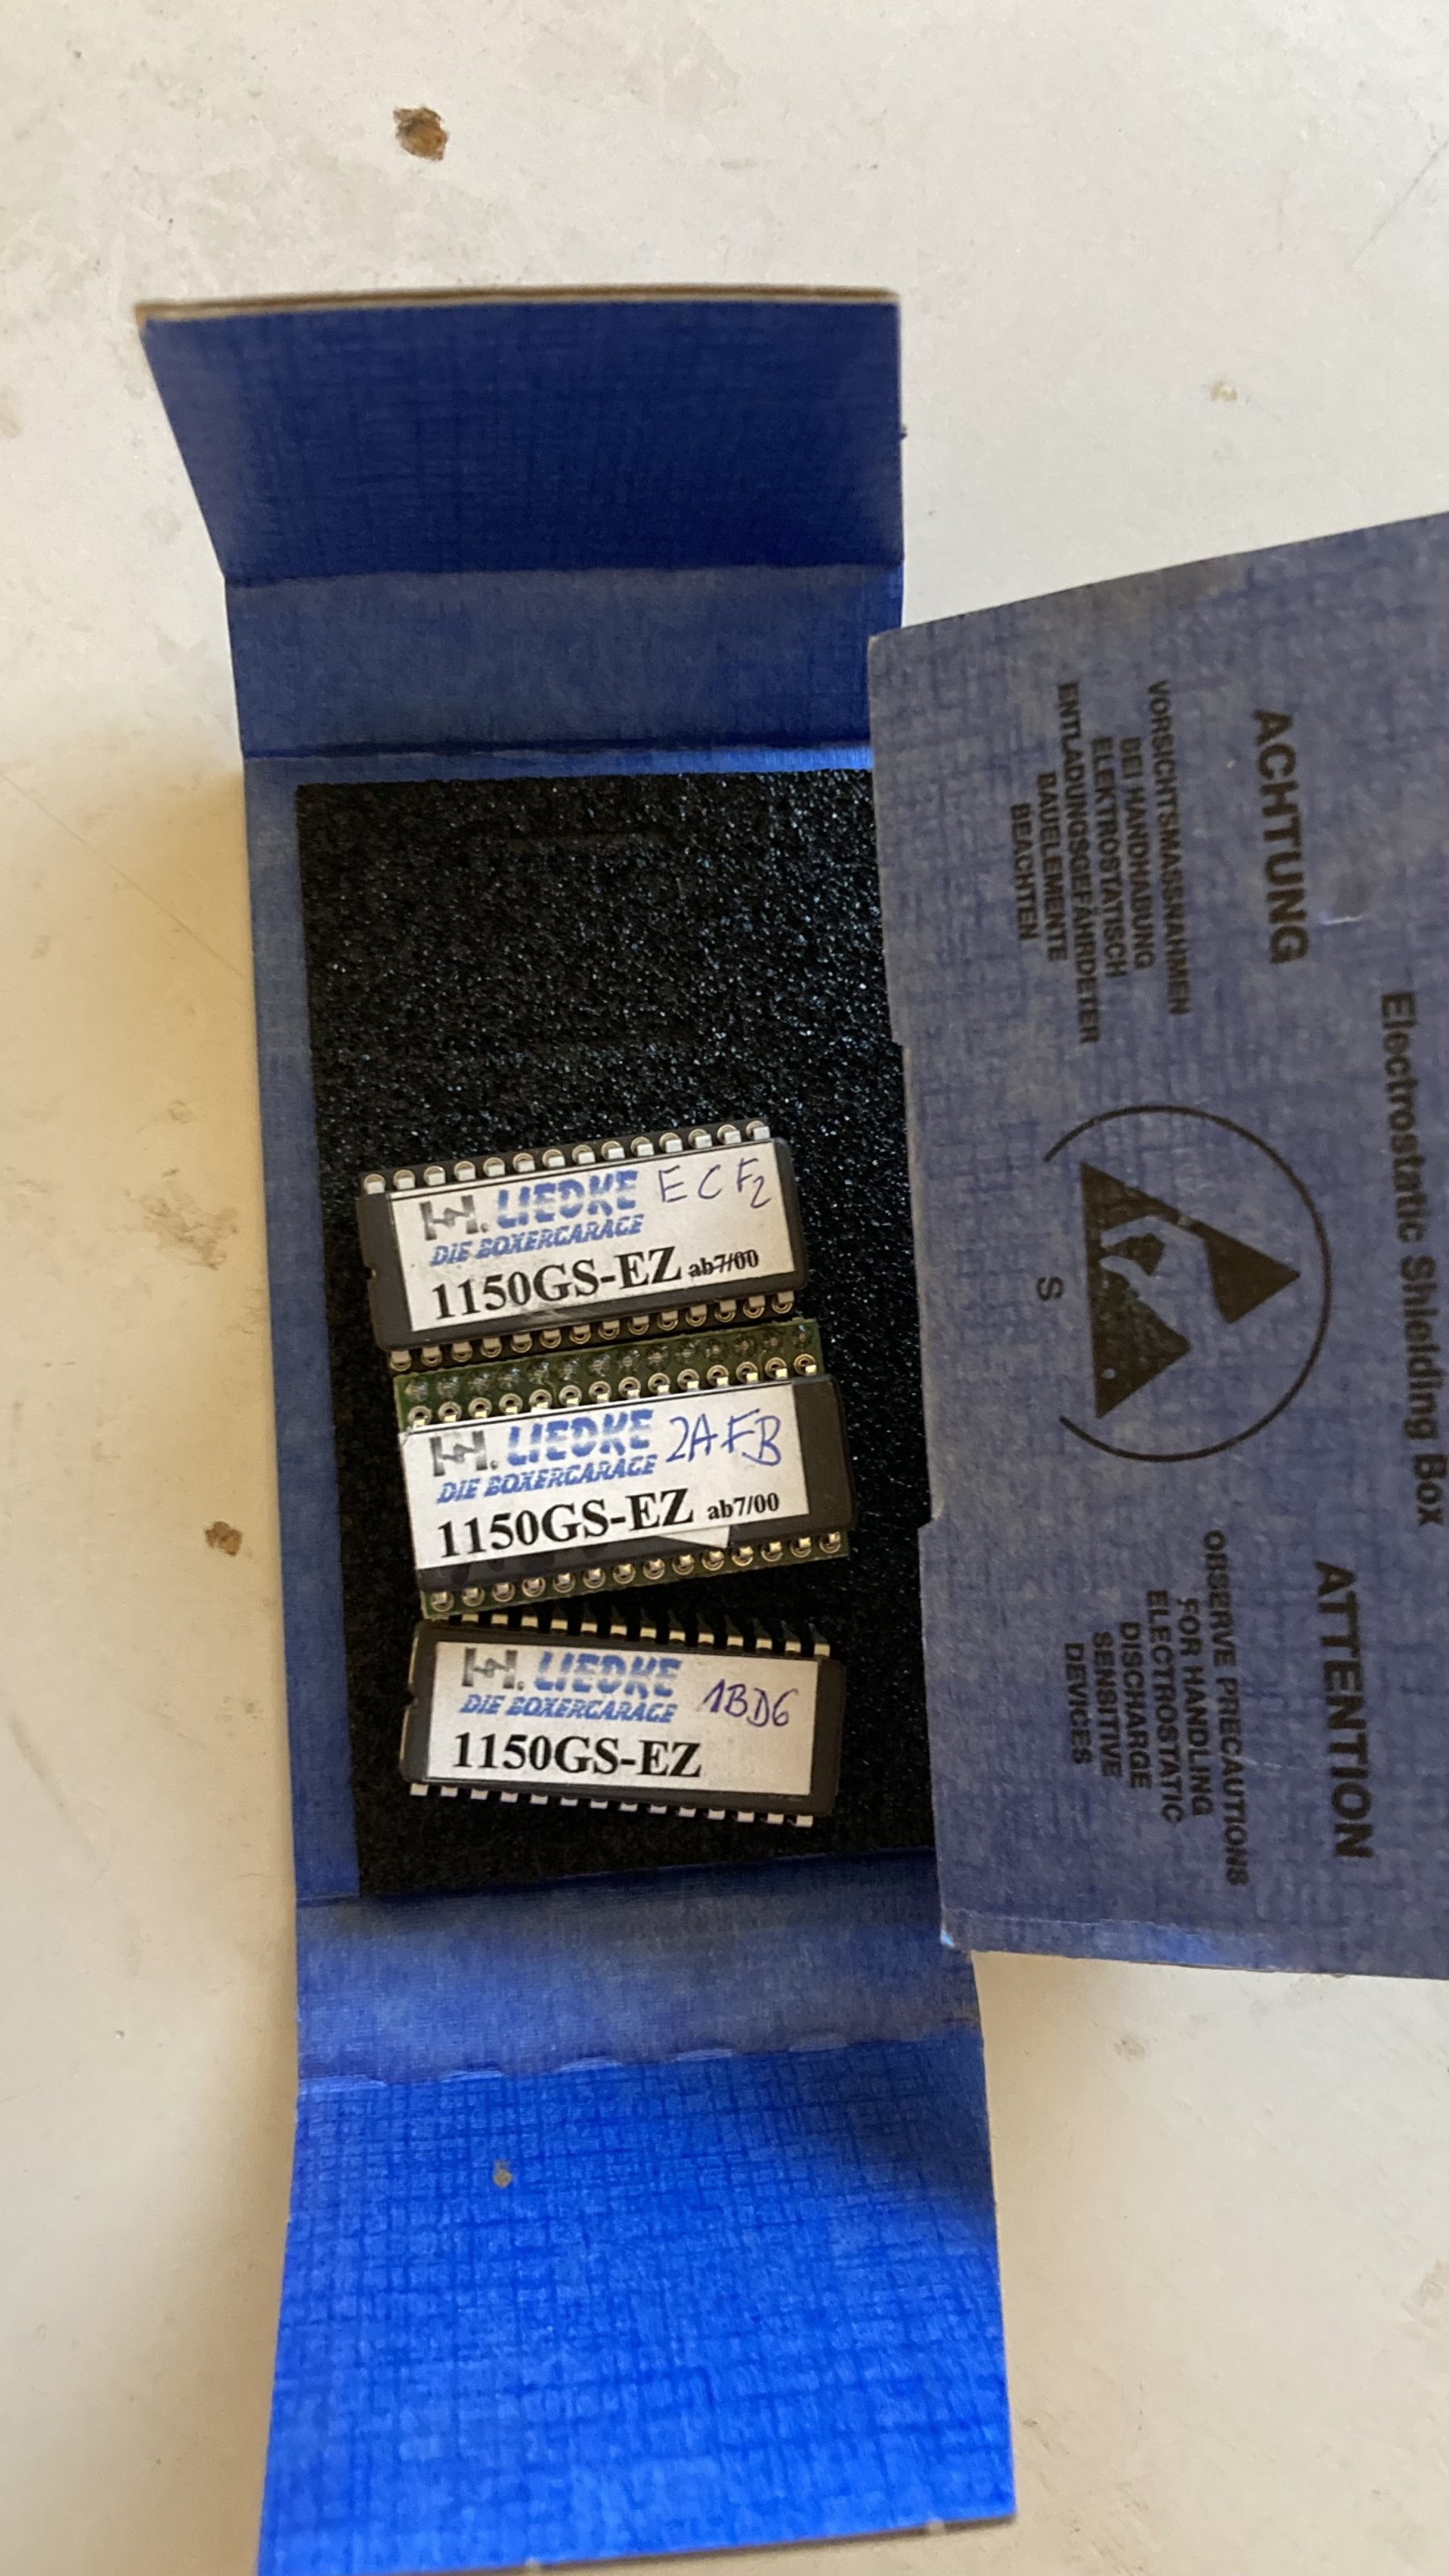 H. LIEDKE ECF2
DIE BOXERGARAGE
1150GS-EZ ab7/00
H. LIEDKE 2AFB
DIE BOXERGARAGE
1150GS-EZ ab7/00
H. LIEDKE 1BD6
DIE BOXERGARAGE
1150GS-EZ
Electrostatic Shielding Box
ACHTUNG
VORSICHTSMASSNAHMEN
BEI HANDHABUNG
ELEKTROSTATISCH
ENTLADUNGSGEFÄHRDETER
BAUELEMENTE
BEACHTEN
S
ATTENTION
OBSERVE PRECAUTIONS
FOR HANDLING
ELECTROSTATIC
DISCHARGE
SENSITIVE
DEVICES